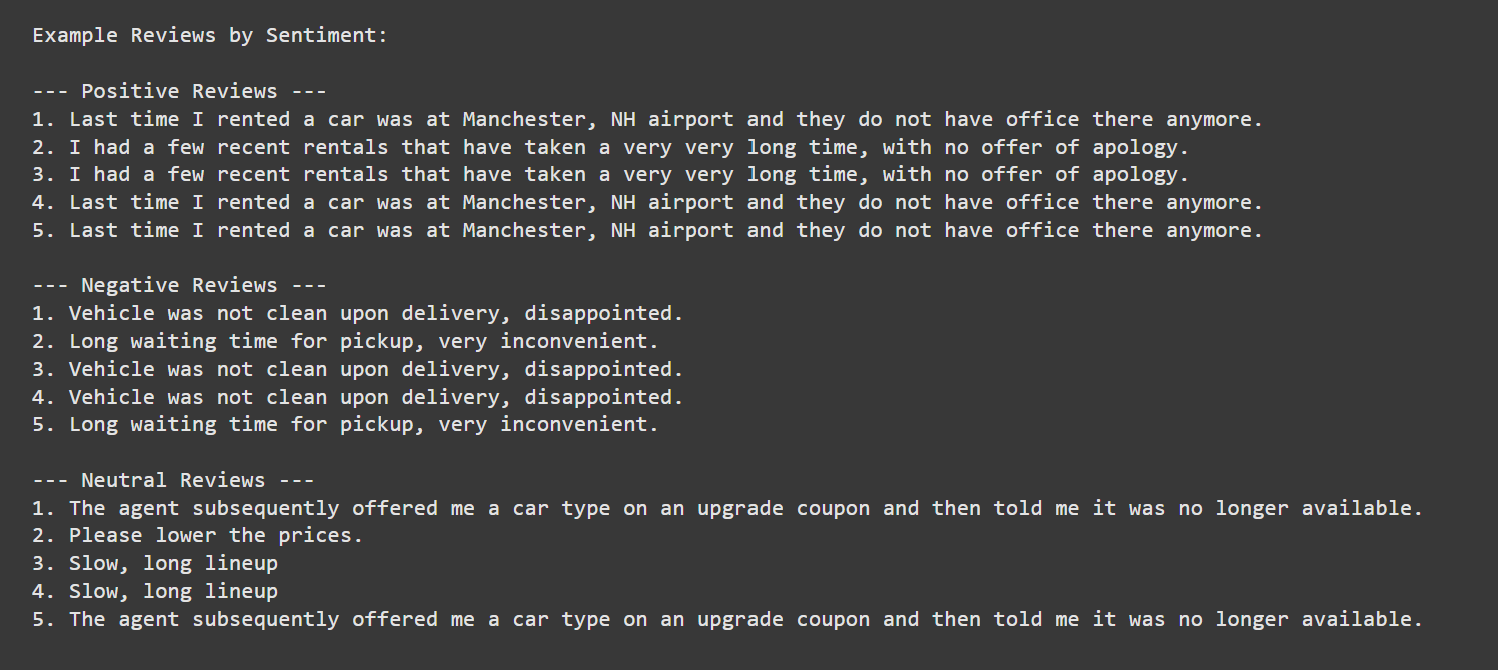 Example Reviews by Sentiment:
--- Positive Reviews ---
1. Last time I rented a car was at Manchester, NH airport and they do not have office there anymore.
2. I had a few recent rentals that have taken a very very long time, with no offer of apology.
3. I had a few recent rentals that have taken a very very long time, with no offer of apology.
4. Last time I rented a car was at Manchester, NH airport and they do not have office there anymore.
5. Last time I rented a car was at Manchester, NH airport and they do not have office there anymore.
--- Negative Reviews ---
1. Vehicle was not clean upon delivery, disappointed.
2. Long waiting time for pickup, very inconvenient.
3. Vehicle was not clean upon delivery, disappointed.
4. Vehicle was not clean upon delivery, disappointed.
5. Long waiting time for pickup, very inconvenient.
--- Neutral Reviews ---
1. The agent subsequently offered me a car type on an upgrade coupon and then told me it was no longer available.
2. Please lower the prices.
3. Slow, long lineup
4. Slow, long lineup
5. The agent subsequently offered me a car type on an upgrade coupon and then told me it was no longer available.